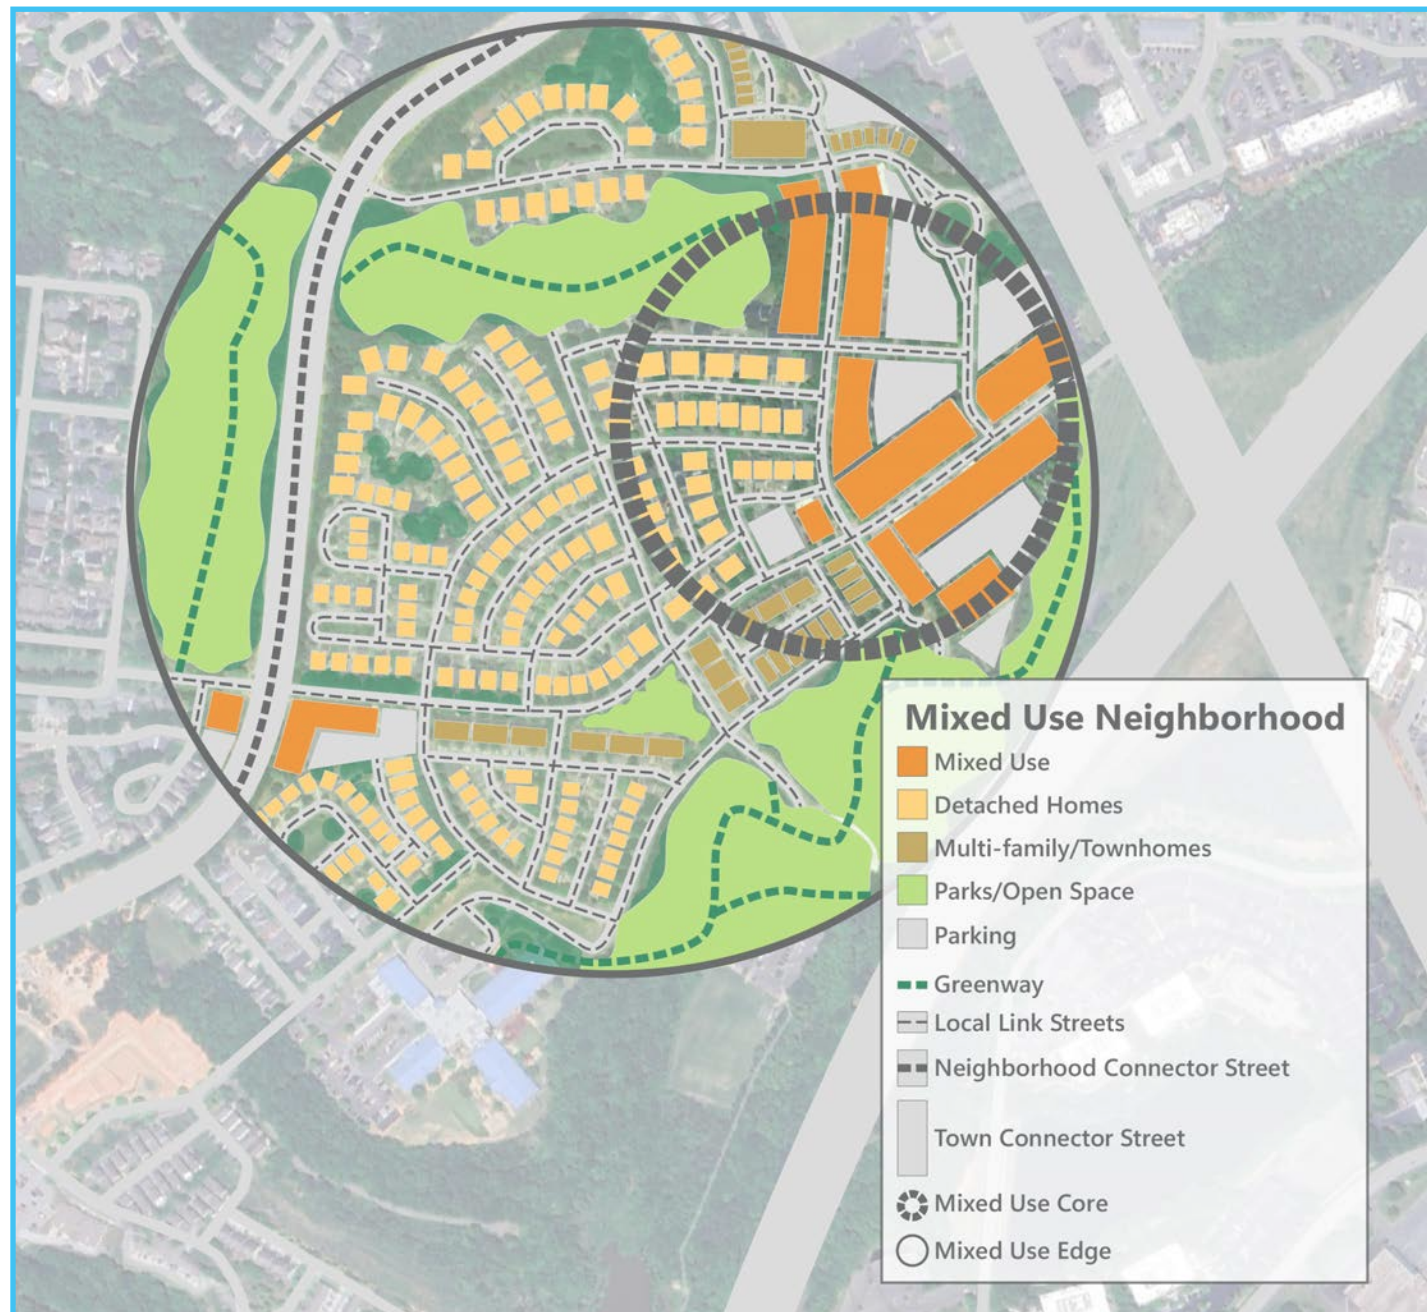 Mixed Use Neighborhood
Mixed Use
Detached Homes
Multi-family/Townhomes
Parks/Open Space
Parking
Greenway
Local Link Streets
Neighborhood Connector Street
Town Connector Street
Mixed Use Core
Mixed Use Edge